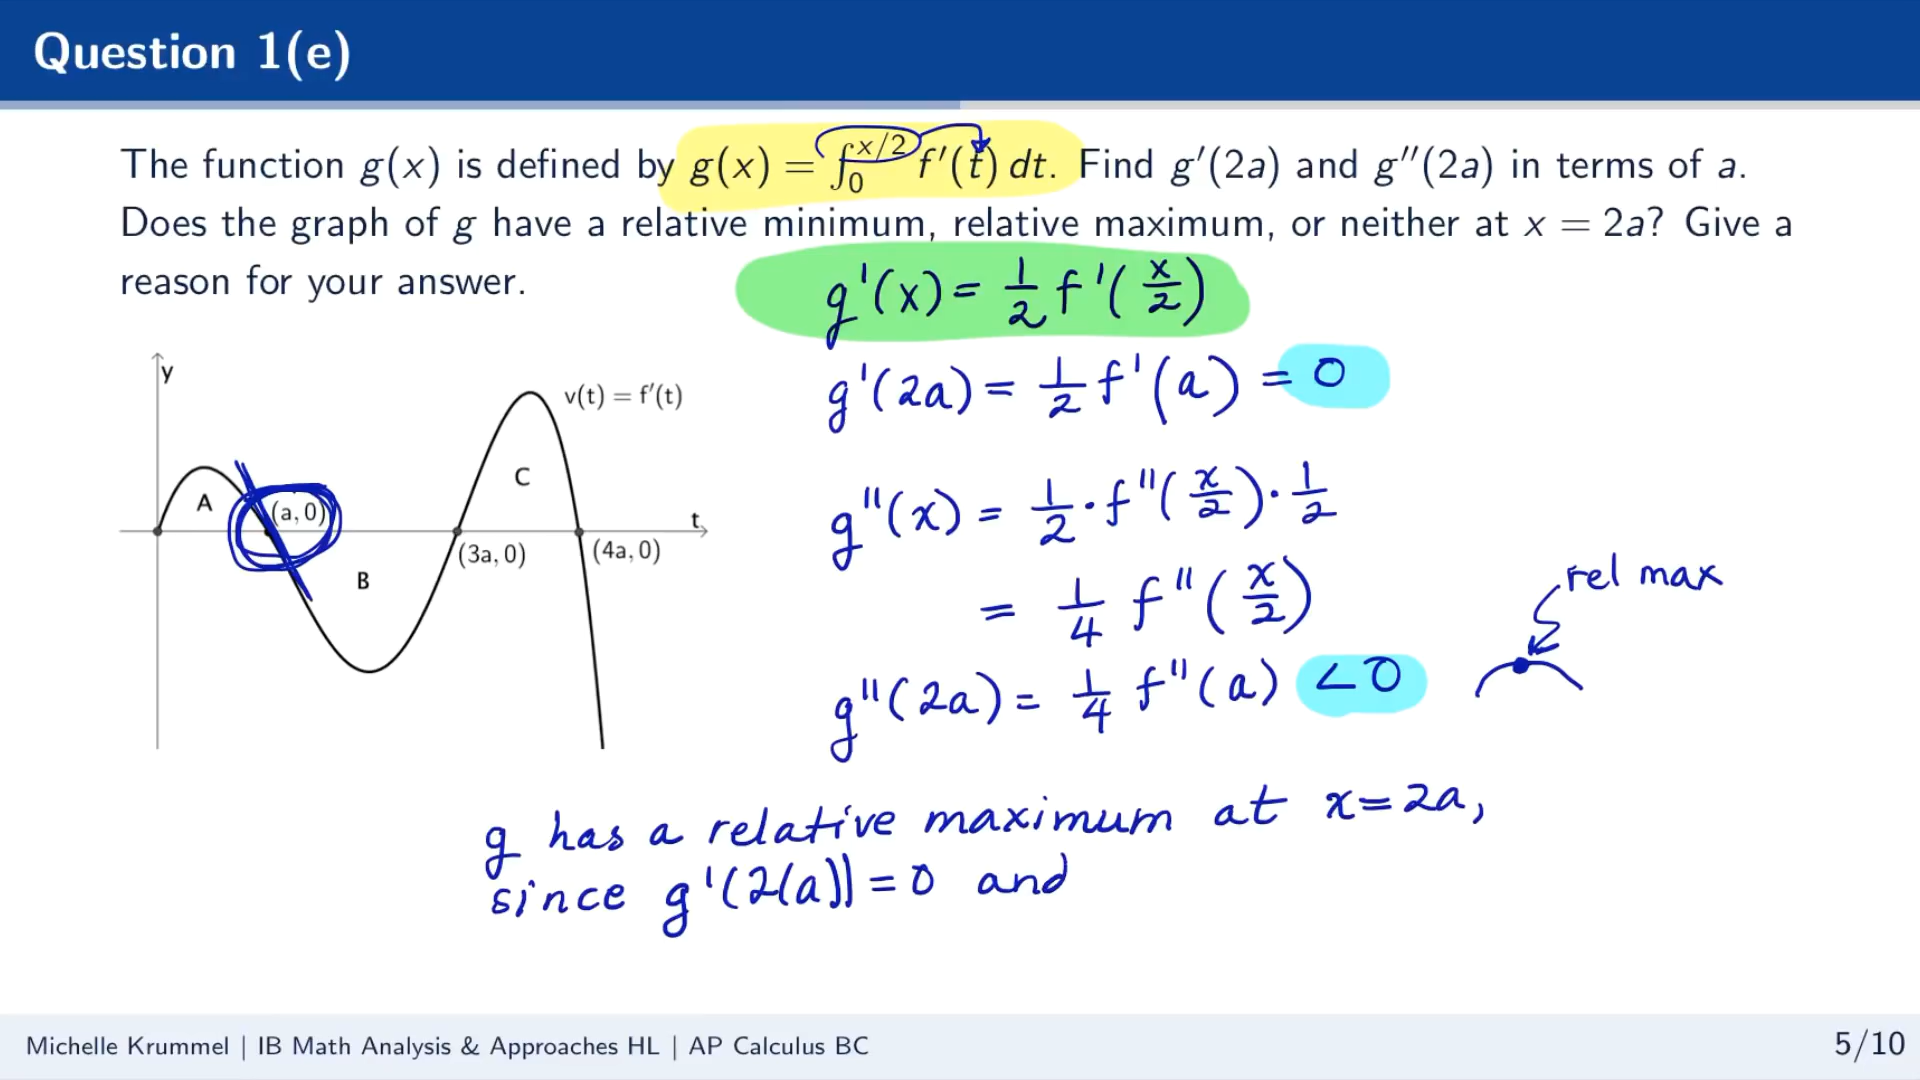 Question 1(e)
The function g(x) is defined by g(x) = ∫₀^{x/2} f′(t) dt. Find g′(2a) and g″(2a) in terms of a.
Does the graph of g have a relative minimum, relative maximum, or neither at x = 2a? Give a
reason for your answer.
g'(x) = 1/2 f'(x/2)
g'(2a) = 1/2 f'(a) = 0
g''(x) = 1/2 · f''(x/2) · 1/2
= 1/4 f''(x/2)
g''(2a) = 1/4 f''(a) <0
rel max
y
v(t) = f′(t)
A
(a, 0)
B
C
(3a, 0)
(4a, 0)
t
g has a relative maximum at x=2a,
since g'(2(a)) = 0 and
Michelle Krummel | IB Math Analysis & Approaches HL | AP Calculus BC
5/10